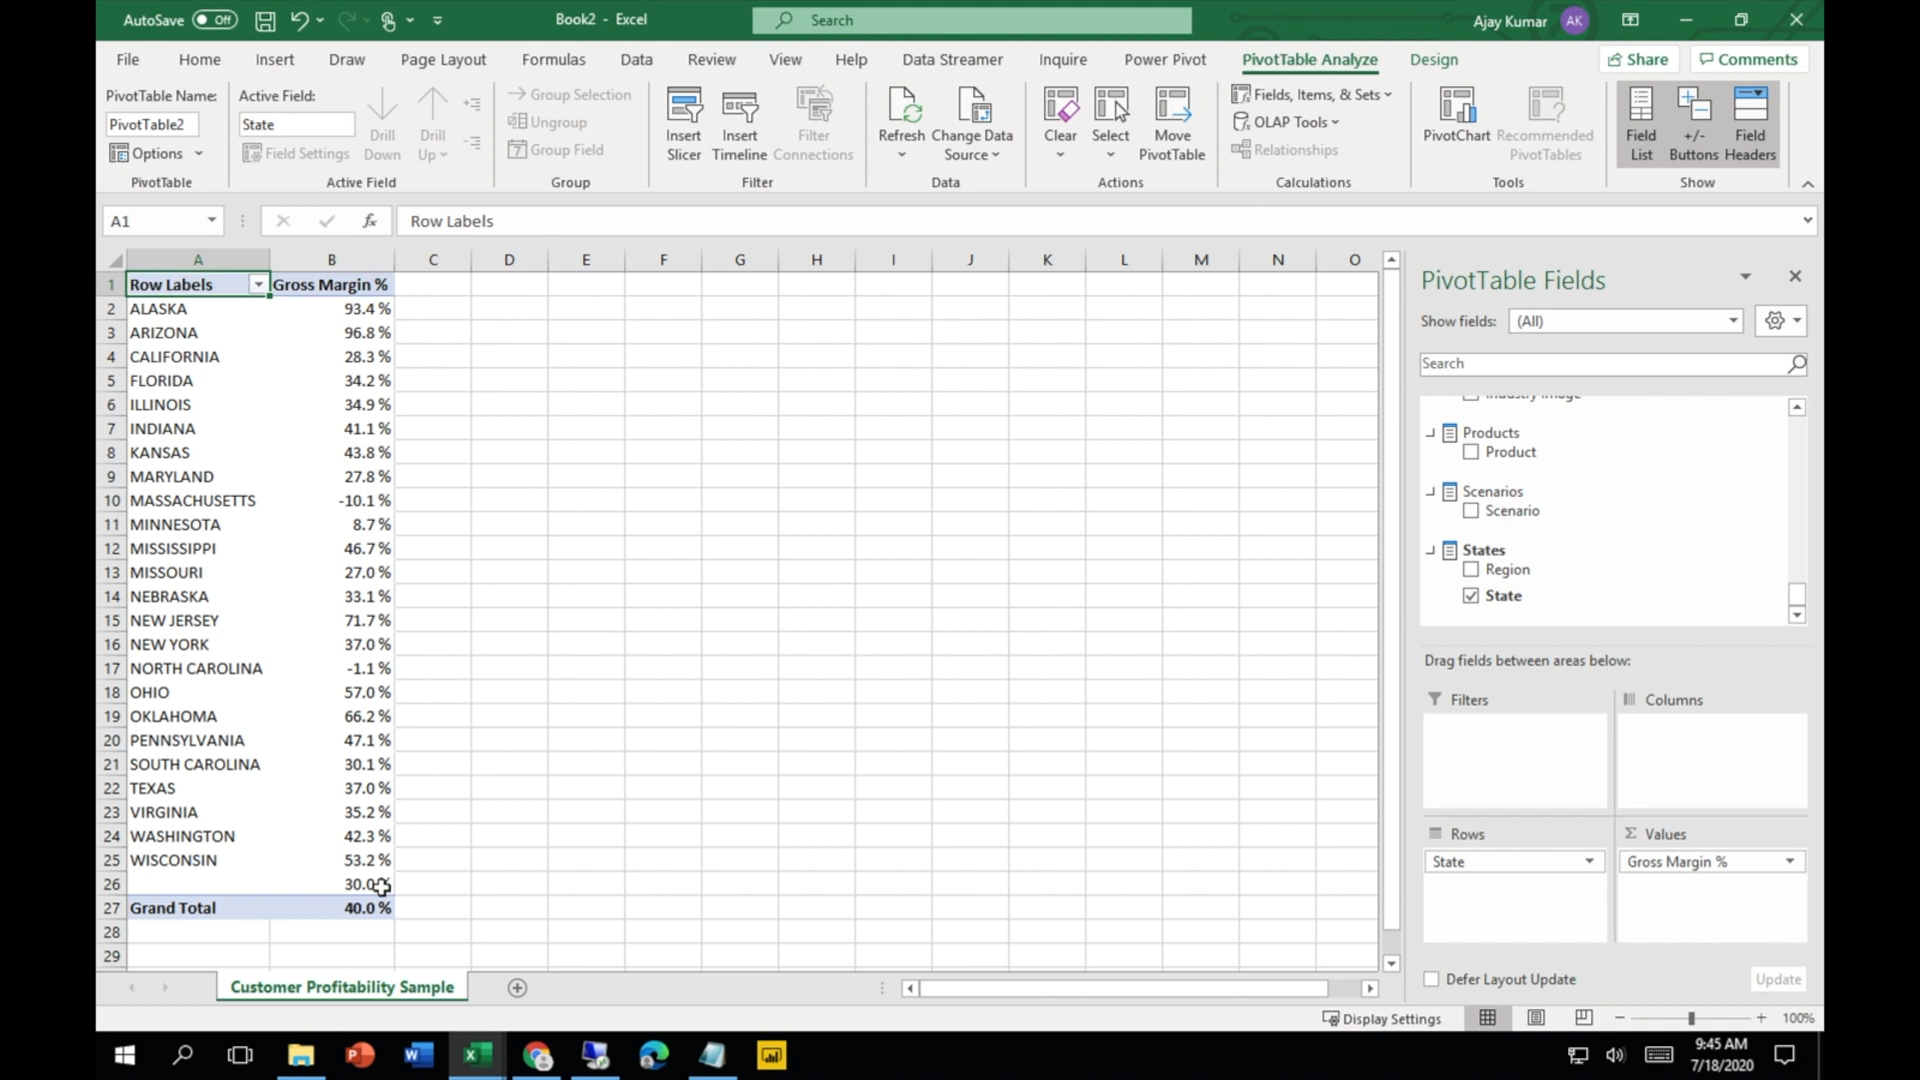 AutoSave Off Book2 - Excel Search Ajay Kumar AK
File Home Insert Draw Page Layout Formulas Data Review View Help Data Streamer Inquire Power Pivot PivotTable Analyze Design Share Comments
PivotTable Name:
PivotTable2
Options
PivotTable
Active Field:
State
Field Settings
Drill Down
Drill Up
Active Field
Group Selection
Ungroup
Group Field
Group
Insert Slicer
Insert Timeline
Filter Connections
Filter
Refresh
Change Data Source
Data
Clear
Select
Move PivotTable
Actions
Fields, Items, & Sets
OLAP Tools
Relationships
Calculations
PivotChart
Recommended PivotTables
Tools
Field List
+/- Buttons
Field Headers
Show
A1 fx Row Labels
A B C D E F G H I J K L M N O
1 Row Labels Gross Margin %
2 ALASKA 93.4 %
3 ARIZONA 96.8 %
4 CALIFORNIA 28.3 %
5 FLORIDA 34.2 %
6 ILLINOIS 34.9 %
7 INDIANA 41.1 %
8 KANSAS 43.8 %
9 MARYLAND 27.8 %
10 MASSACHUSETTS -10.1 %
11 MINNESOTA 8.7 %
12 MISSISSIPPI 46.7 %
13 MISSOURI 27.0 %
14 NEBRASKA 33.1 %
15 NEW JERSEY 71.7 %
16 NEW YORK 37.0 %
17 NORTH CAROLINA -1.1 %
18 OHIO 57.0 %
19 OKLAHOMA 66.2 %
20 PENNSYLVANIA 47.1 %
21 SOUTH CAROLINA 30.1 %
22 TEXAS 37.0 %
23 VIRGINIA 35.2 %
24 WASHINGTON 42.3 %
25 WISCONSIN 53.2 %
26 30.0 %
27 Grand Total 40.0 %
28
29
PivotTable Fields
Show fields: (All)
Search
Industry Image
Products
Product
Scenarios
Scenario
States
Region
State
Drag fields between areas below:
Filters Columns
Rows Σ Values
State Gross Margin %
Defer Layout Update Update
Customer Profitability Sample
Display Settings 100%
9:45 AM
7/18/2020